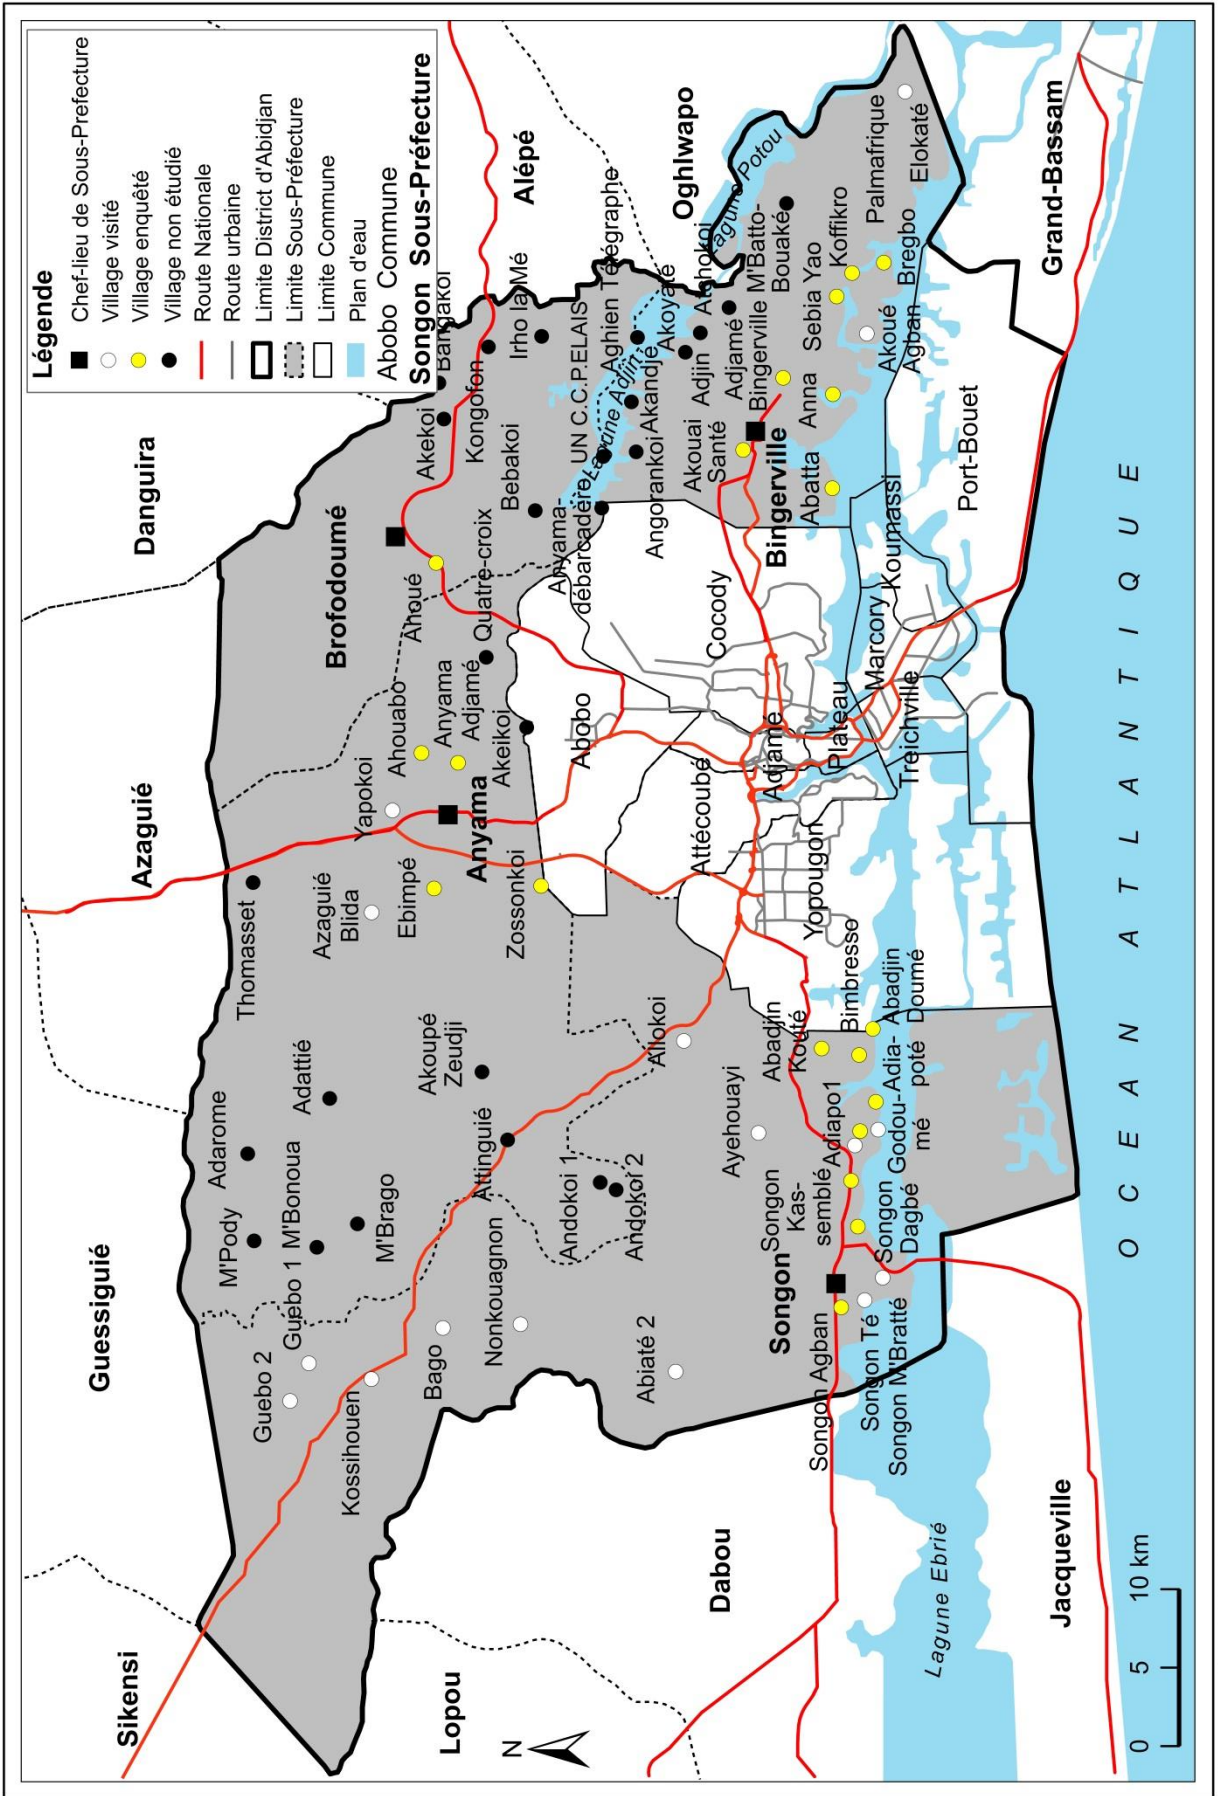 Légende
Chef-lieu de Sous-Prefecture
Village visité
Village enquêté
Village non étudié
Route Nationale
Route urbaine
Limite District d'Abidjan
Limite Sous-Préfecture
Limite Commune
Plan d'eau
Abobo Commune
Songon Sous-Préfecture
Sikensi
Guessiguié
Azaguié
Danguira
Alépé
Oghlwapo
Grand-Bassam
Lopou
Dabou
Jacqueville
Brofodoumé
Anyama
Bingerville
Songon
M'Pody
Adarome
Thomasset
Guebo 2
Guebo 1
M'Bonoua
Adattié
M'Brago
Kossihouen
Bago
Nonkouagnon
Attinguié
Akoupé
Zeudji
Azaguié
Blida
Ebimpé
Yapokoi
Ahouabo
Anyama
Adjamé
Akeikoi
Zossonkoi
Ahoué
Quatre-croix
Akekoi
Bangakoi
Kongofon
Irho la Mé
Bebakoi
Anyama-
débarcadère
UN C.C.P.ELAIS
Aghien Télégraphe
Lagune Adjin
Akandjé
Akoyaté
Angorankoi
Adjin
Atchokoi
Adjamé
Bingerville
Akouai
Santé
M'Batto-
Bouaké
Lagune Potou
Abatta
Anna
Sebia Yao
Koffikro
Akoué
Agban
Bregbo
Palmafrique
Elokaté
Andokoi 1
Andokoi 2
Abiaté 2
Allokoi
Ayehouayi
Abadjin
Kouté
Bimbresso
Abadjin
Doumé
Adia-
poté
Godou-
mé
Adiapo1
Songon
Kas-
semblé
Songon
Dagbé
Songon Agban
Songon Té
Songon M'Bratté
Abobo
Attécoubé
Yopougon
Adjamé
Plateau
Cocody
Treichville
Marcory
Koumassi
Port-Bouet
Lagune Ebrié
OCEAN ATLANTIQUE
N
0 5 10 km